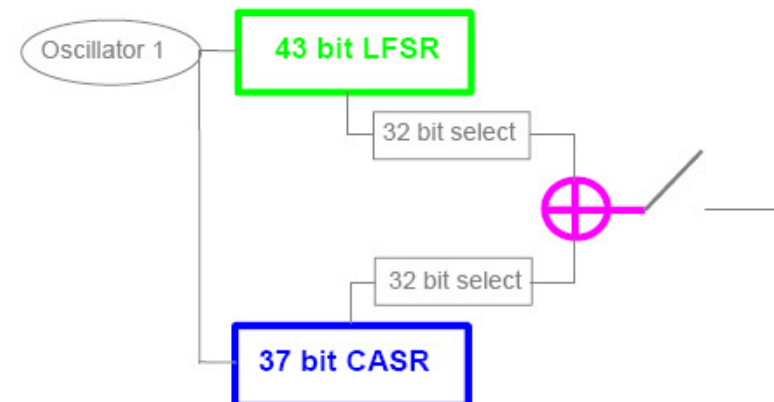 Oscillator 1
43 bit LFSR
32 bit select
32 bit select
37 bit CASR